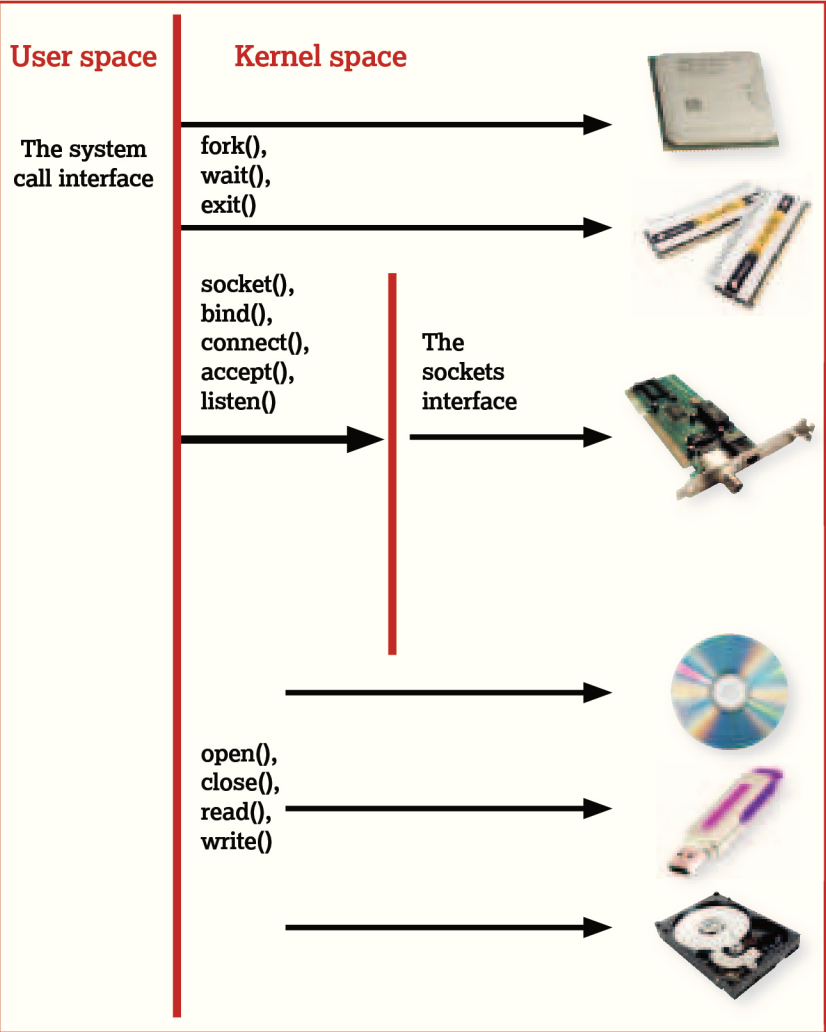 User space
Kernel space
The system
call interface
fork(),
wait(),
exit()
socket(),
bind(),
connect(),
accept(),
listen()
The
sockets
interface
open(),
close(),
read(),
write()